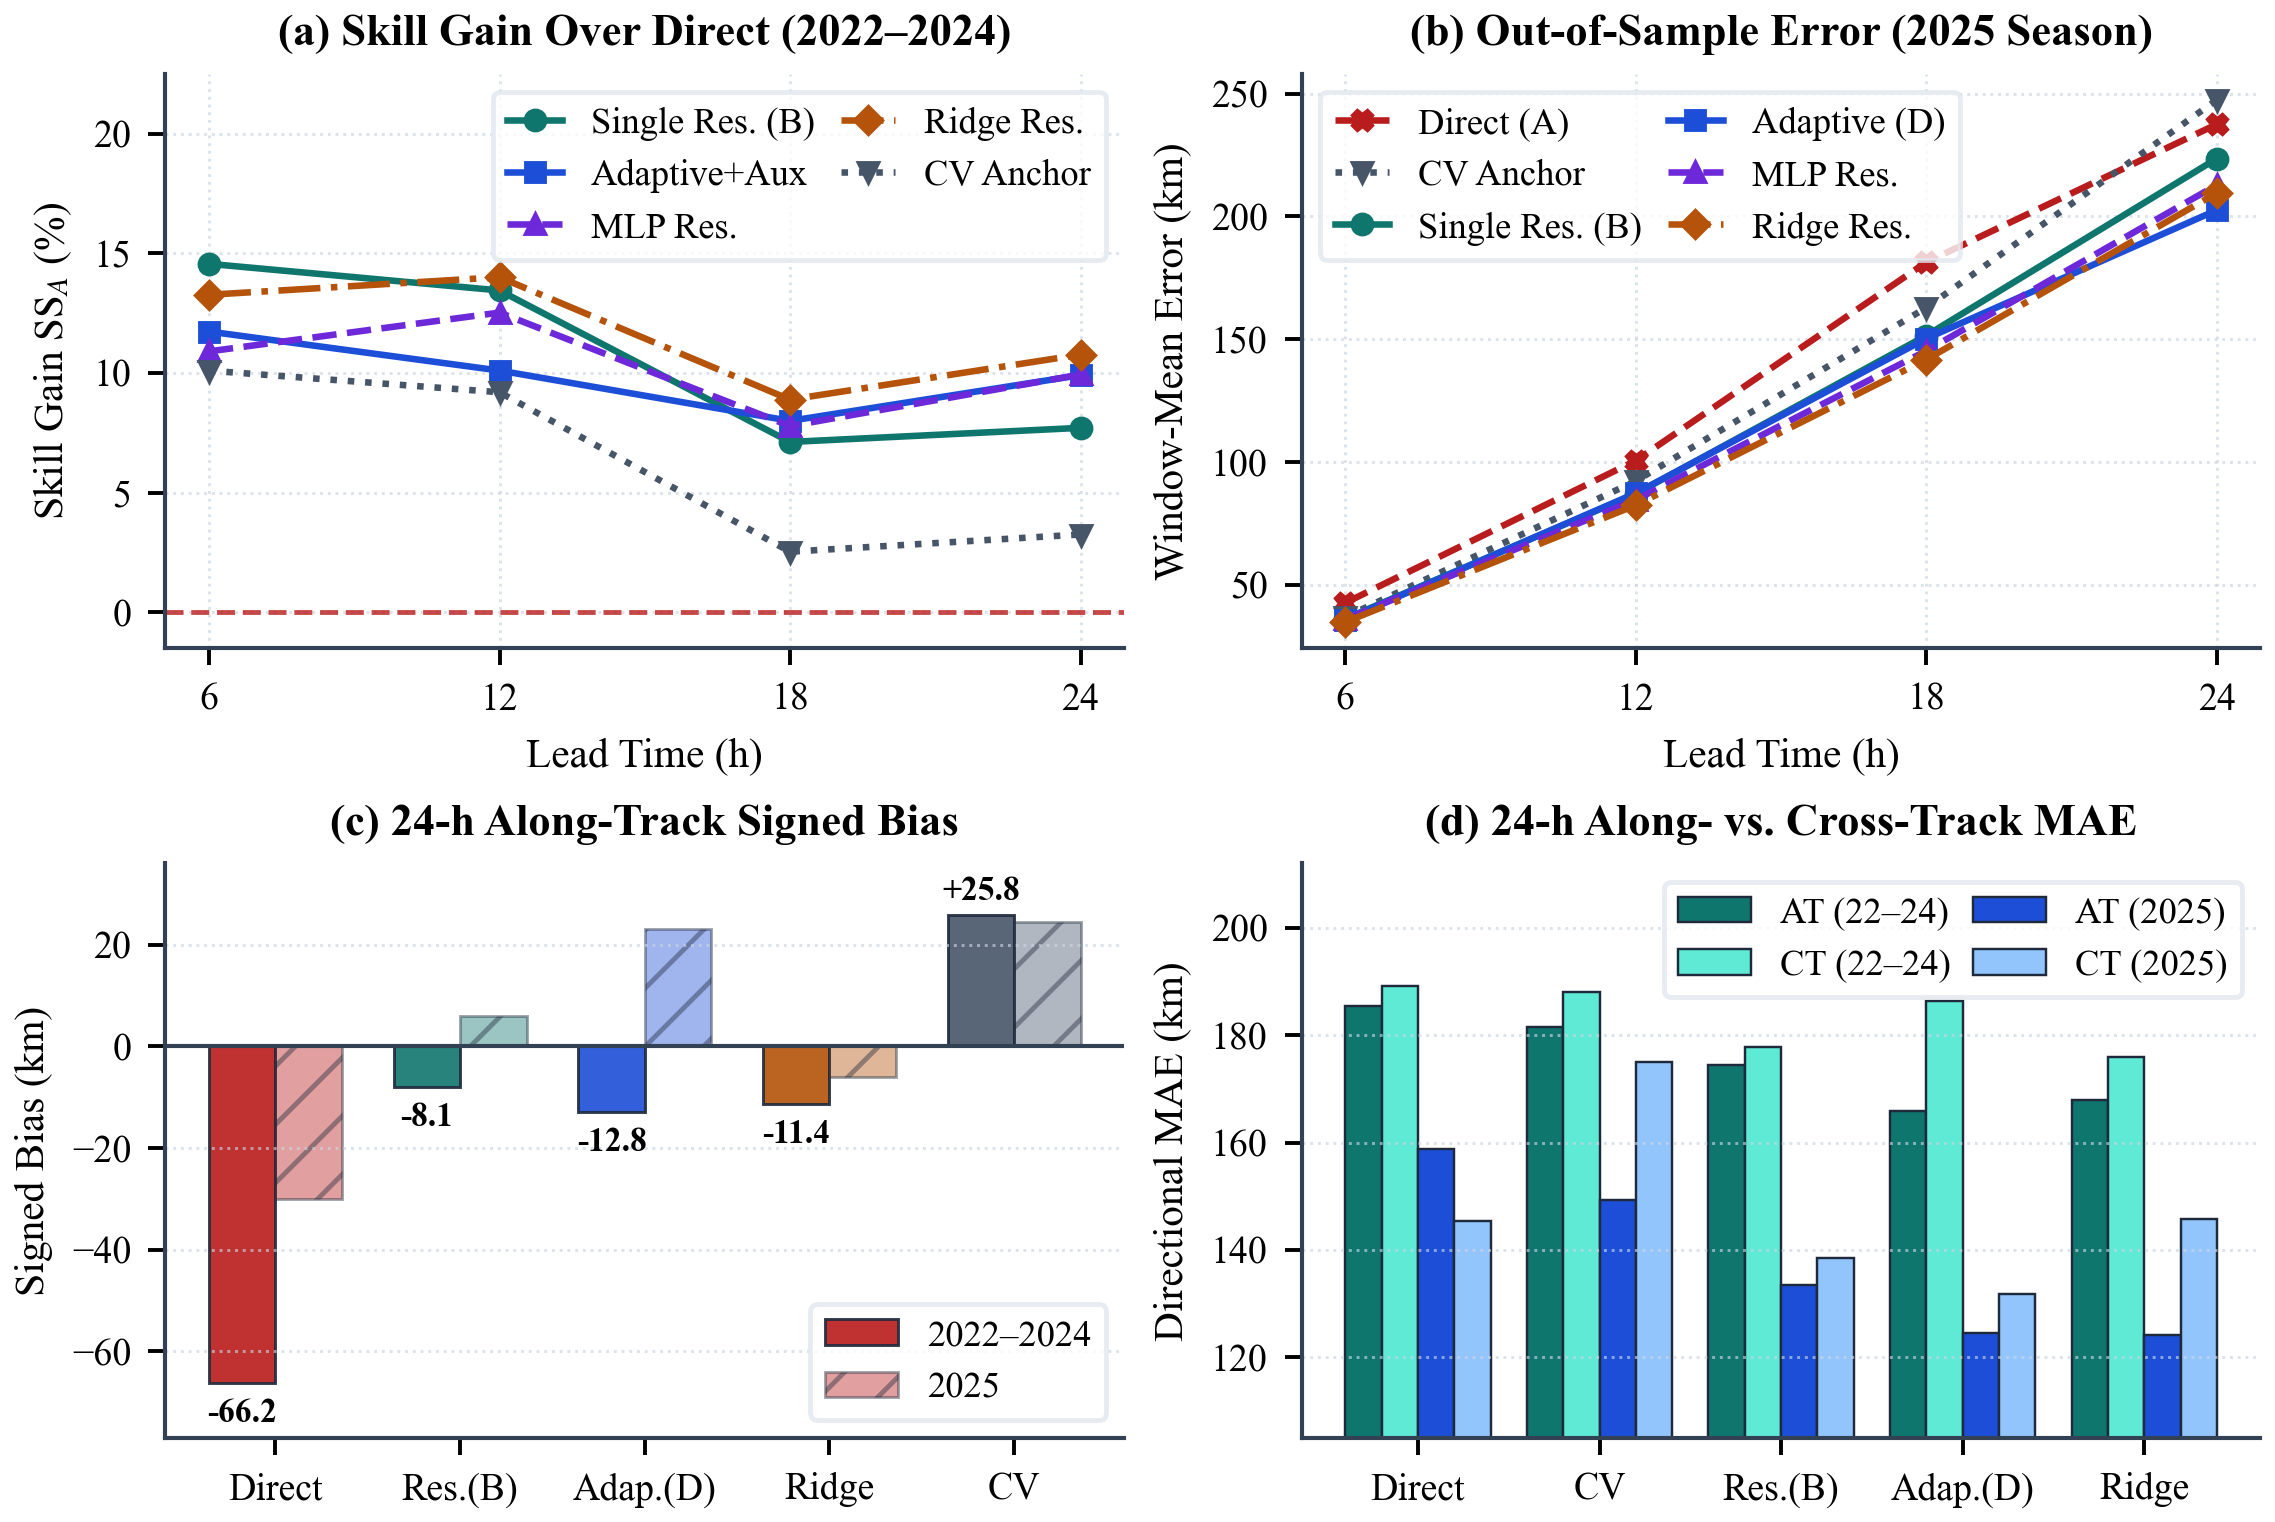 (a) Skill Gain Over Direct (2022–2024)
Skill Gain SS_A (%)
20
15
10
5
0
Single Res. (B)
Adaptive+Aux
MLP Res.
Ridge Res.
CV Anchor
6
12
18
24
Lead Time (h)
(b) Out-of-Sample Error (2025 Season)
Window-Mean Error (km)
250
200
150
100
50
Direct (A)
CV Anchor
Single Res. (B)
Adaptive (D)
MLP Res.
Ridge Res.
6
12
18
24
Lead Time (h)
(c) 24-h Along-Track Signed Bias
Signed Bias (km)
20
0
−20
−40
−60
-66.2
-8.1
-12.8
-11.4
+25.8
2022–2024
2025
Direct
Res.(B)
Adap.(D)
Ridge
CV
(d) 24-h Along- vs. Cross-Track MAE
Directional MAE (km)
200
180
160
140
120
AT (22–24)
CT (22–24)
AT (2025)
CT (2025)
Direct
CV
Res.(B)
Adap.(D)
Ridge